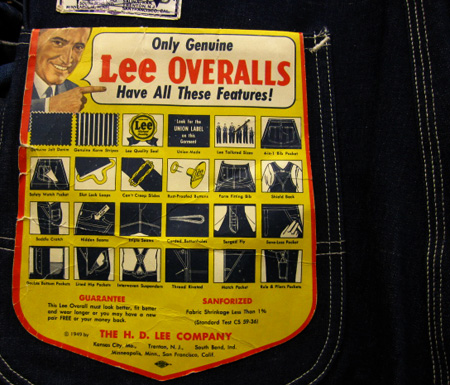 Only Genuine
Lee OVERALLS
Have All These Features!
Genuine Jelt Denim
Genuine Kore Stripes
Lee Quality Seal
Lee
Look for the
UNION LABEL
on this
Garment
Union-Made
Lee Tailored Sizes
4-in-1 Bib Pocket
Safety Watch Pocket
Slot Lock Loops
Can't Creep Slides
Rust-Proofed Buttons
Form Fitting Bib
Shield Back
Saddle Crotch
Hidden Seams
Triple Seams
Corded Buttonholes
Serged Fly
Sav-Lose Pocket
Lined Hip Pockets
Interwoven Suspenders
Thread Riveted
Watch Pocket
Rule & Pliers Pockets
GUARANTEE
This Lee Overall must look better, fit better
and wear longer or you may have a new
pair FREE or your money back.
SANFORIZED
Fabric Shrinkage Less Than 1%
(Standard Test CS 59-36)
© 1949 by THE H. D. LEE COMPANY
Kansas City, Mo., Trenton, N. J., South Bend, Ind.
Minneapolis, Minn., San Francisco, Calif.